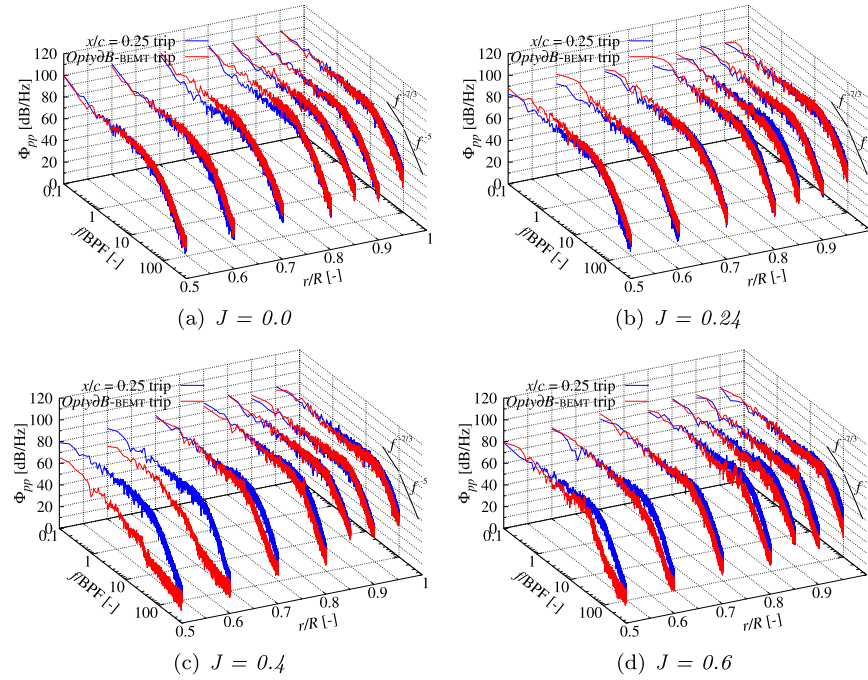 x/c = 0.25 trip
Opty∂B-BEMT trip
Φpp [dB/Hz]
120
100
80
60
40
20
0
0.1
1
10
100
f/BPF [-]
0.5
0.6
0.7
0.8
0.9
1
r/R [-]
f^-7/3
f^-5
(a) J = 0.0
x/c = 0.25 trip
Opty∂B-BEMT trip
Φpp [dB/Hz]
120
100
80
60
40
20
0
0.1
1
10
100
f/BPF [-]
0.5
0.6
0.7
0.8
0.9
1
r/R [-]
f^-7/3
f^-5
(b) J = 0.24
x/c = 0.25 trip
Opty∂B-BEMT trip
Φpp [dB/Hz]
120
100
80
60
40
20
0
0.1
1
10
100
f/BPF [-]
0.5
0.6
0.7
0.8
0.9
1
r/R [-]
f^-7/3
f^-5
(c) J = 0.4
x/c = 0.25 trip
Opty∂B-BEMT trip
Φpp [dB/Hz]
120
100
80
60
40
20
0
0.1
1
10
100
f/BPF [-]
0.5
0.6
0.7
0.8
0.9
1
r/R [-]
f^-7/3
f
(d) J = 0.6